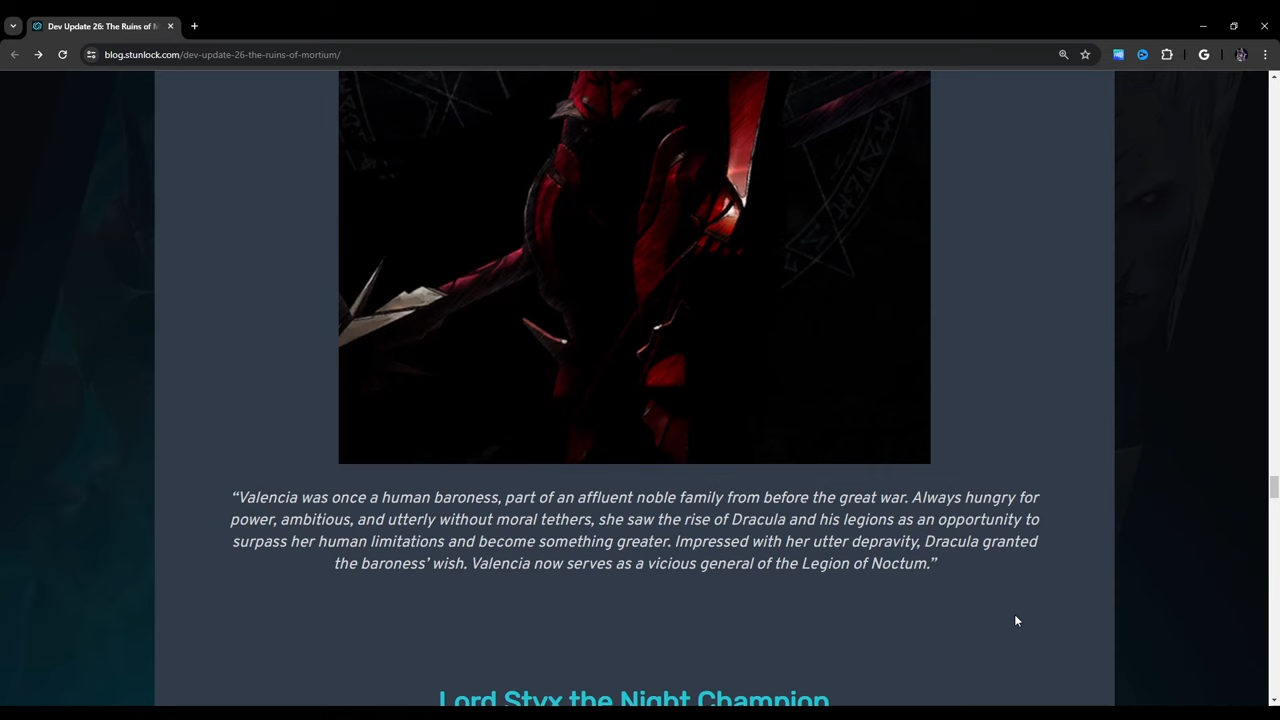 Dev Update 26: The Ruins of M
blog.stunlock.com/dev-update-26-the-ruins-of-mortium/
“Valencia was once a human baroness, part of an affluent noble family from before the great war. Always hungry for
power, ambitious, and utterly without moral tethers, she saw the rise of Dracula and his legions as an opportunity to
surpass her human limitations and become something greater. Impressed with her utter depravity, Dracula granted
the baroness’ wish. Valencia now serves as a vicious general of the Legion of Noctum.”
Lord Styx the Night Champion